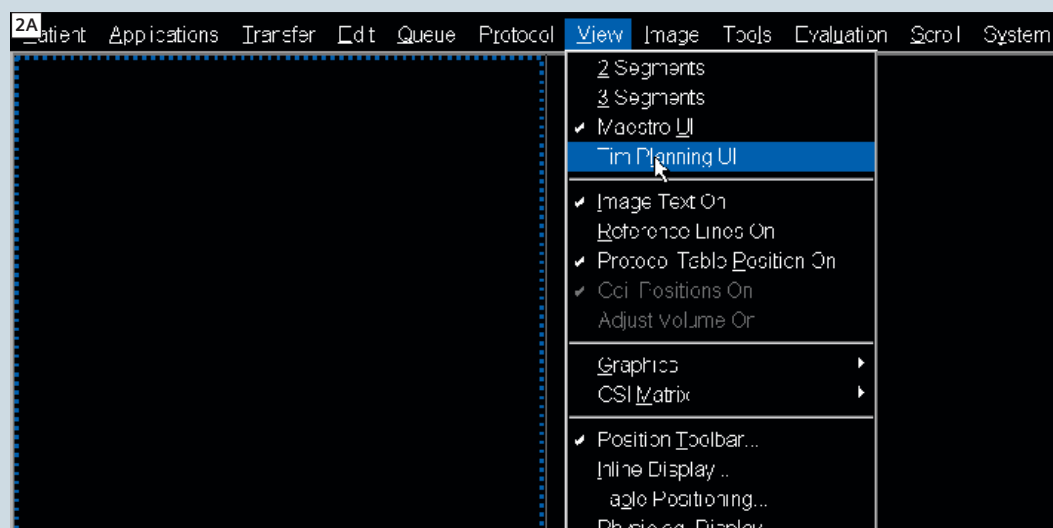 2A
Patient Applications Transfer Edit Queue Protocol View Image Tools Evaluation Scroll System
2 Segments
3 Segments
Maestro UI
Tim Planning UI
Image Text On
Reference Lines On
Protocol Table Position On
Coil Positions On
Adjust Volume On
Graphics
CSI Matrix
Position Toolbar...
Inline Display...
Table Positioning...
Display